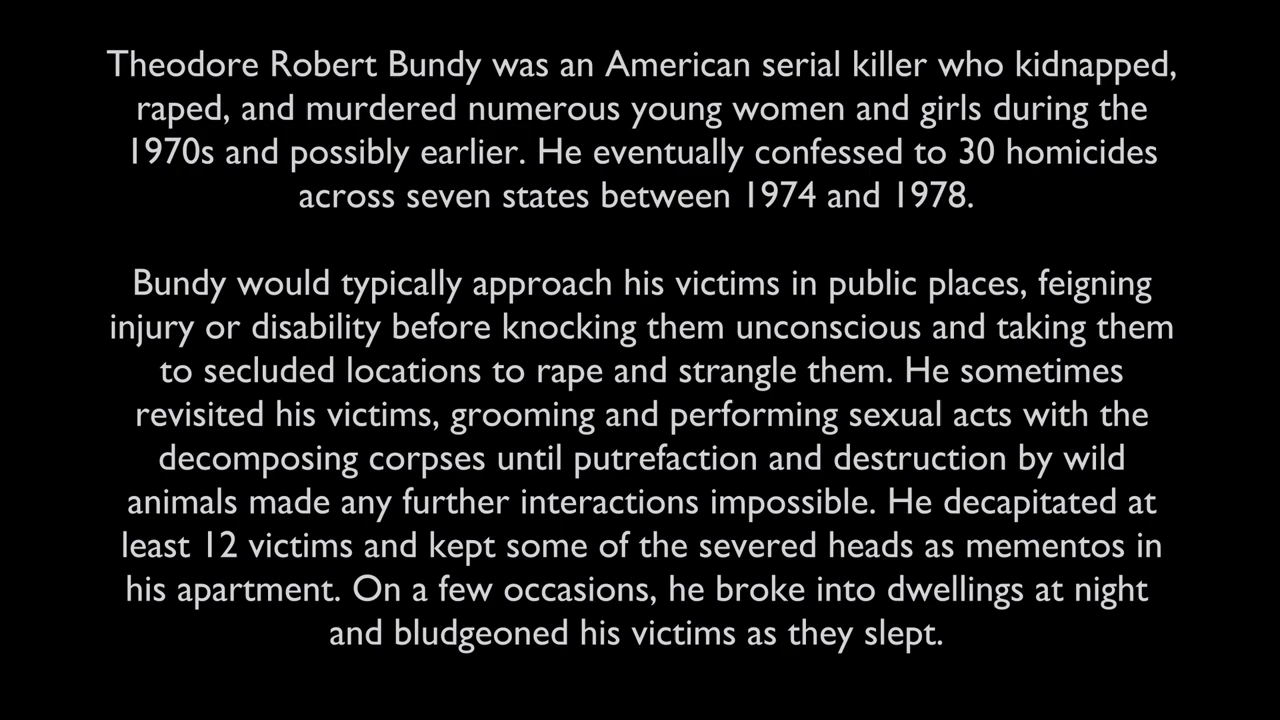 Theodore Robert Bundy was an American serial killer who kidnapped,
raped, and murdered numerous young women and girls during the
1970s and possibly earlier. He eventually confessed to 30 homicides
across seven states between 1974 and 1978.
Bundy would typically approach his victims in public places, feigning
injury or disability before knocking them unconscious and taking them
to secluded locations to rape and strangle them. He sometimes
revisited his victims, grooming and performing sexual acts with the
decomposing corpses until putrefaction and destruction by wild
animals made any further interactions impossible. He decapitated at
least 12 victims and kept some of the severed heads as mementos in
his apartment. On a few occasions, he broke into dwellings at night
and bludgeoned his victims as they slept.